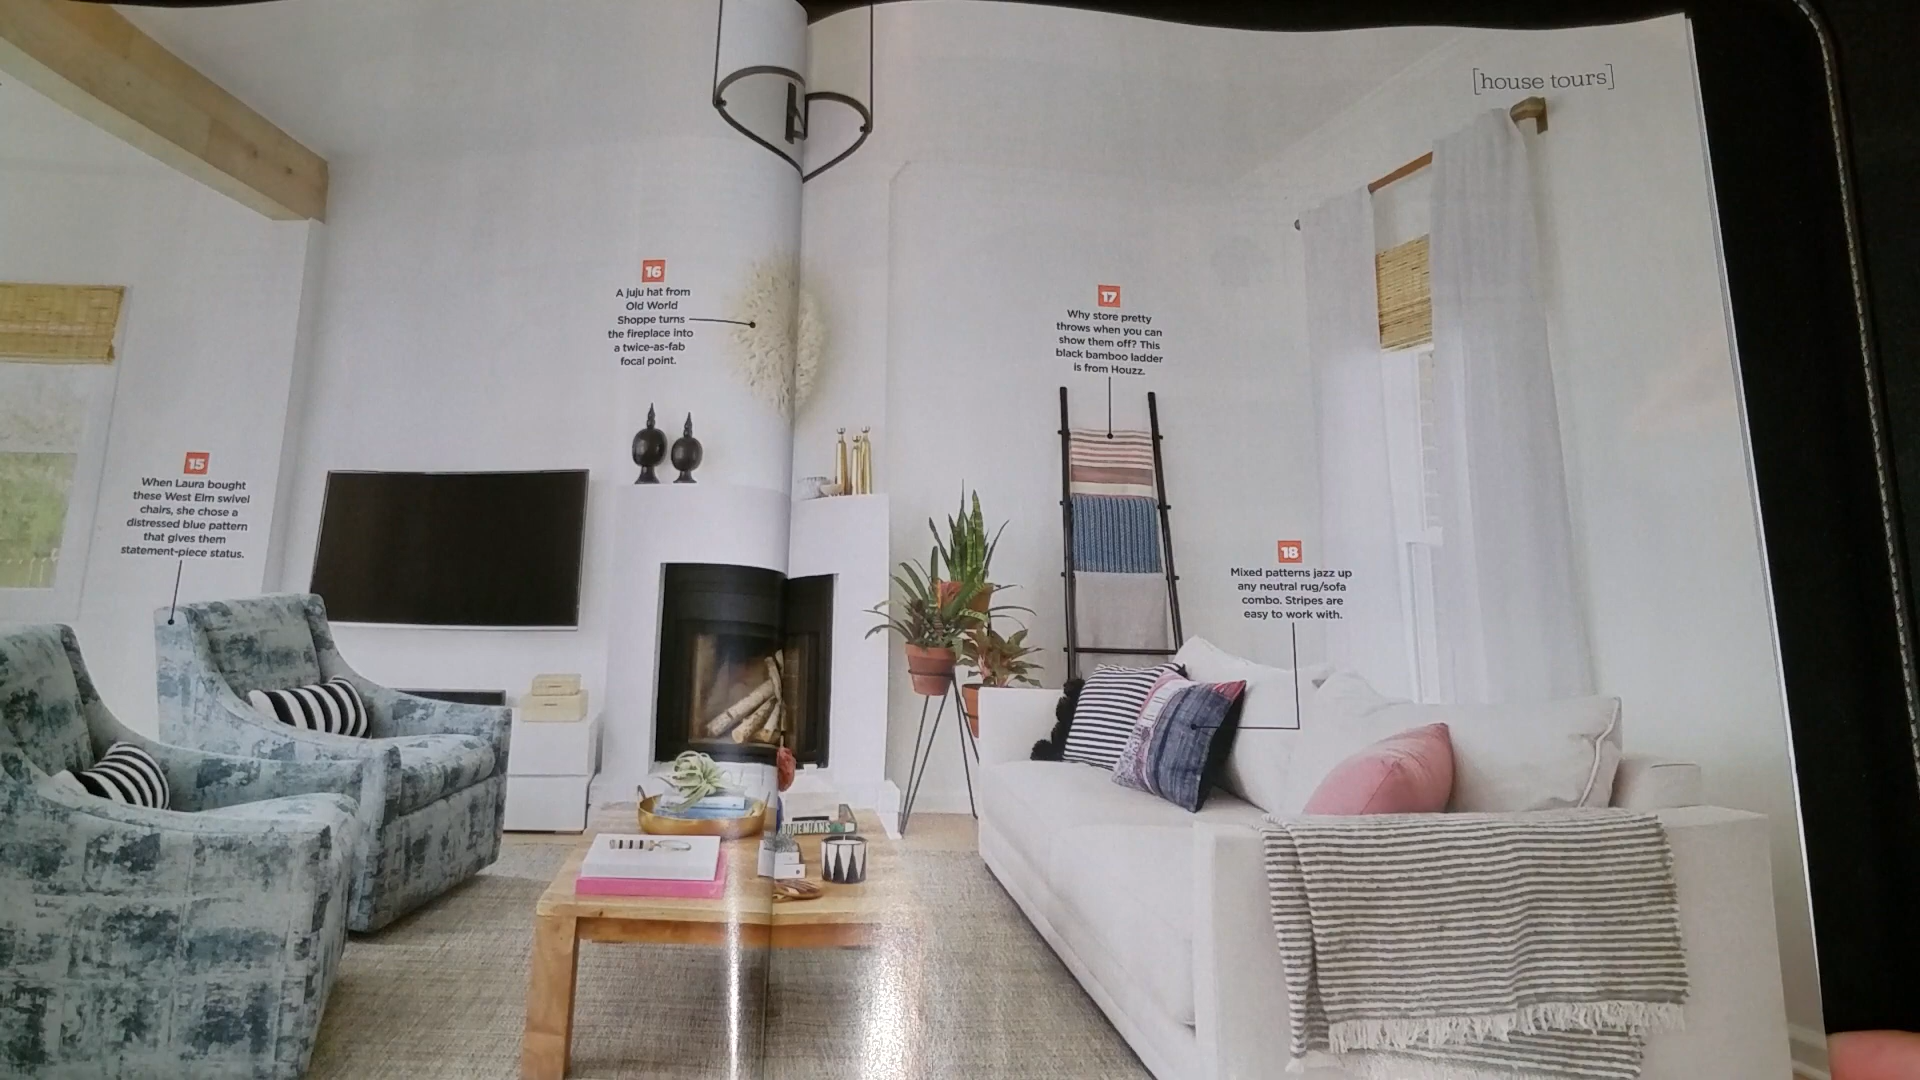 [house tours]
16
A juju hat from
Old World
Shoppe turns
the fireplace into
a twice-as-fab
focal point.
17
Why store pretty
throws when you can
show them off? This
black bamboo ladder
is from Houzz.
15
When Laura bought
these West Elm swivel
chairs, she chose a
distressed blue pattern
that gives them
statement-piece status.
18
Mixed patterns jazz up
any neutral rug/sofa
combo. Stripes are
easy to work with.
BOHEMIANS